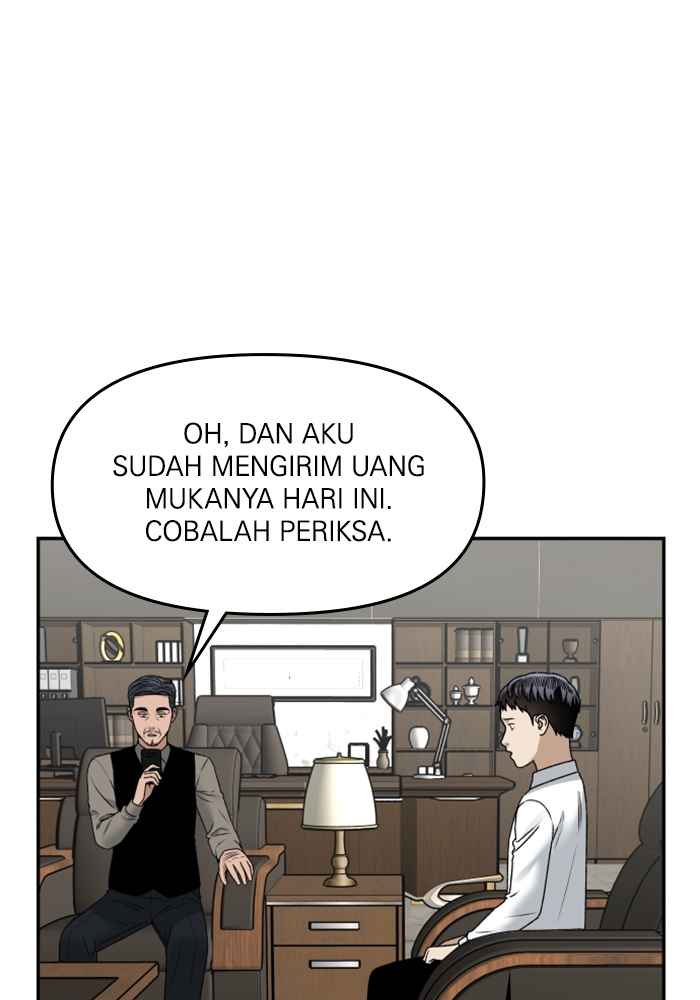 OH, DAN AKU
SUDAH MENGIRIM UANG
MUKANYA HARI INI.
COBALAH PERIKSA.